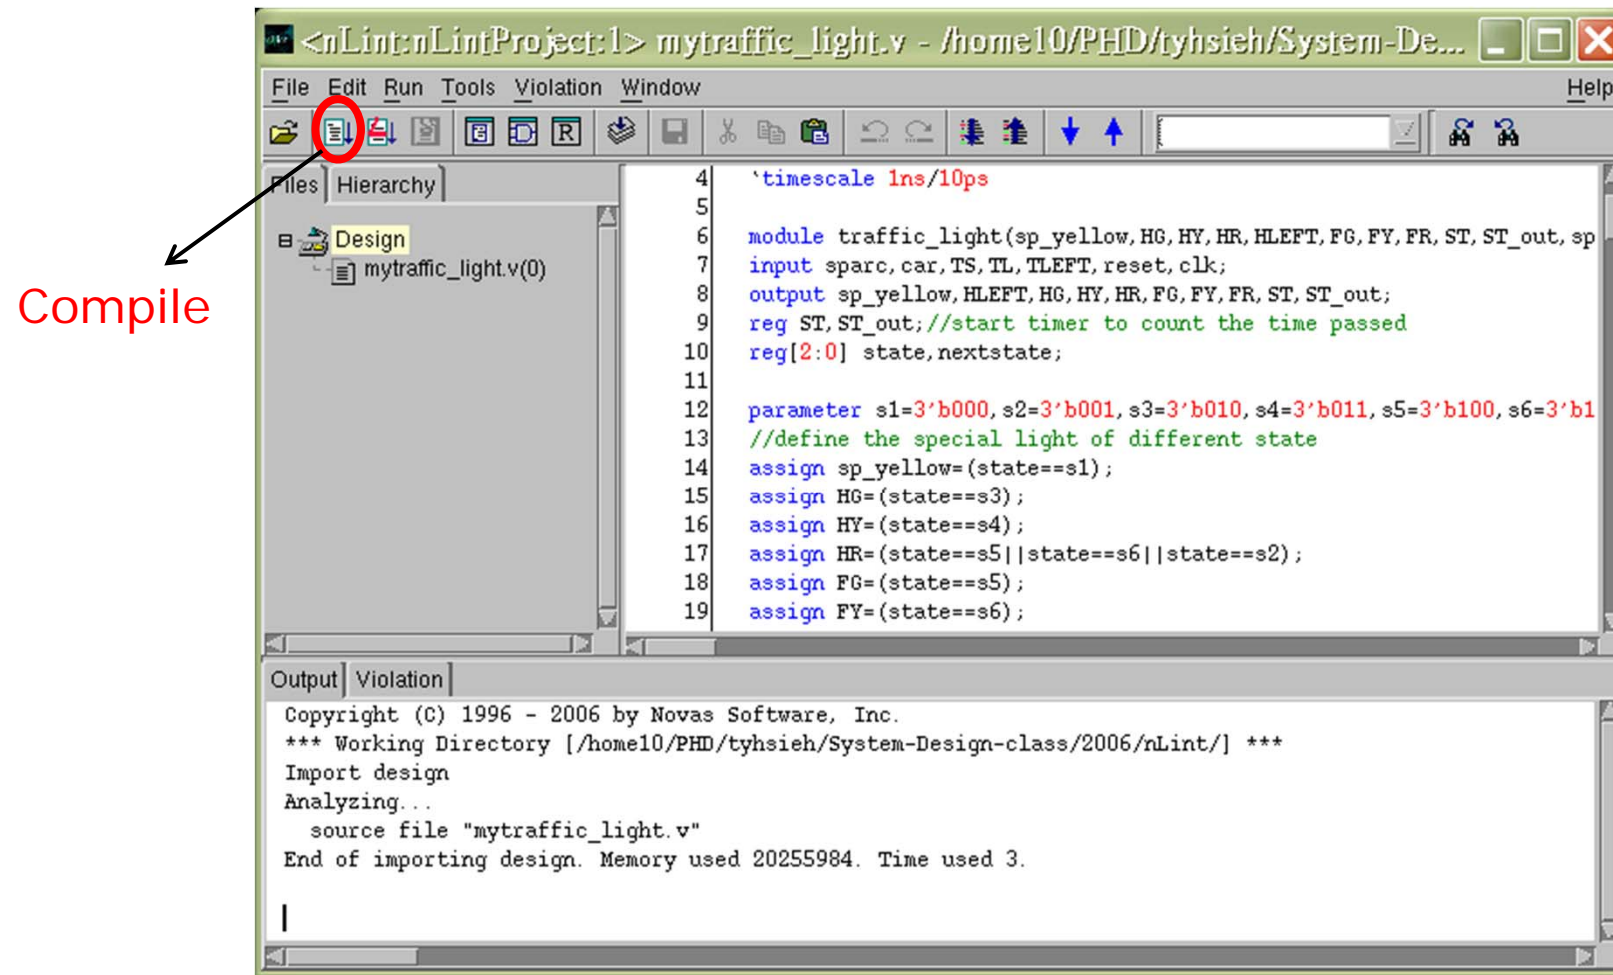 <nLint:nLintProject:1> mytraffic_light.v - /home10/PHD/tyhsieh/System-De...
File Edit Run Tools Violation Window Help
Files Hierarchy
Design
mytraffic_light.v(0)
Compile
4 `timescale 1ns/10ps
5
6 module traffic_light(sp_yellow,HG,HY,HR,HLEFT,FG,FY,FR,ST,ST_out,sp
7 input sparc,car,TS,TL,TLEFT,reset,clk;
8 output sp_yellow,HLEFT,HG,HY,HR,FG,FY,FR,ST,ST_out;
9 reg ST,ST_out;//start timer to count the time passed
10 reg[2:0] state,nextstate;
11
12 parameter s1=3'b000,s2=3'b001,s3=3'b010,s4=3'b011,s5=3'b100,s6=3'b1
13 //define the special light of different state
14 assign sp_yellow=(state==s1);
15 assign HG=(state==s3);
16 assign HY=(state==s4);
17 assign HR=(state==s5||state==s6||state==s2);
18 assign FG=(state==s5);
19 assign FY=(state==s6);
Output Violation
Copyright (C) 1996 - 2006 by Novas Software, Inc.
*** Working Directory [/home10/PHD/tyhsieh/System-Design-class/2006/nLint/] ***
Import design
Analyzing...
source file "mytraffic_light.v"
End of importing design. Memory used 20255984. Time used 3.